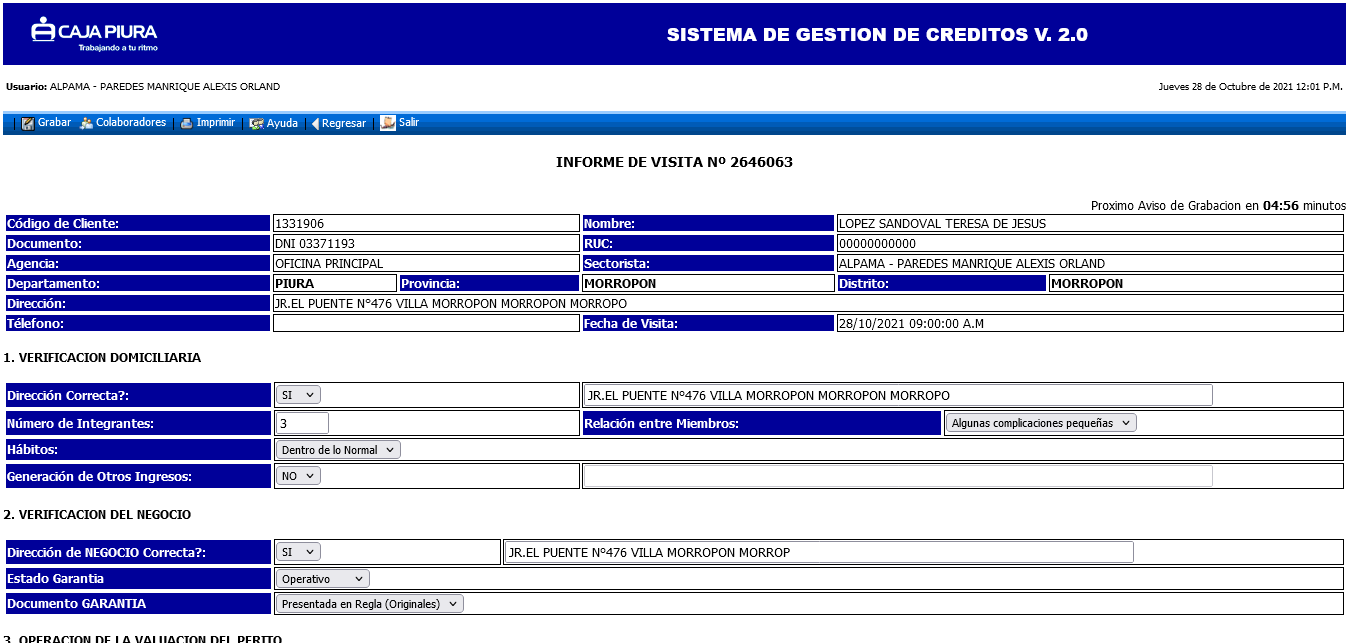 CAJA PIURA
Trabajando a tu ritmo
SISTEMA DE GESTION DE CREDITOS V. 2.0
Usuario: ALPAMA - PAREDES MANRIQUE ALEXIS ORLAND
Jueves 28 de Octubre de 2021 12:01 P.M.
Grabar Colaboradores Imprimir Ayuda Regresar Salir
INFORME DE VISITA Nº 2646063
Proximo Aviso de Grabacion en 04:56 minutos
Código de Cliente: 1331906 Nombre: LOPEZ SANDOVAL TERESA DE JESUS
Documento: DNI 03371193 RUC: 00000000000
Agencia: OFICINA PRINCIPAL Sectorista: ALPAMA - PAREDES MANRIQUE ALEXIS ORLAND
Departamento: PIURA Provincia: MORROPON Distrito: MORROPON
Dirección: JR.EL PUENTE Nº476 VILLA MORROPON MORROPON MORROPO
Télefono: Fecha de Visita: 28/10/2021 09:00:00 A.M
1. VERIFICACION DOMICILIARIA
Dirección Correcta?: SI JR.EL PUENTE Nº476 VILLA MORROPON MORROPON MORROPO
Número de Integrantes: 3 Relación entre Miembros: Algunas complicaciones pequeñas
Hábitos: Dentro de lo Normal
Generación de Otros Ingresos: NO
2. VERIFICACION DEL NEGOCIO
Dirección de NEGOCIO Correcta?: SI JR.EL PUENTE Nº476 VILLA MORROPON MORROP
Estado Garantia Operativo
Documento GARANTIA Presentada en Regla (Originales)
3. OPERACION DE LA VALUACION DEL PERITO